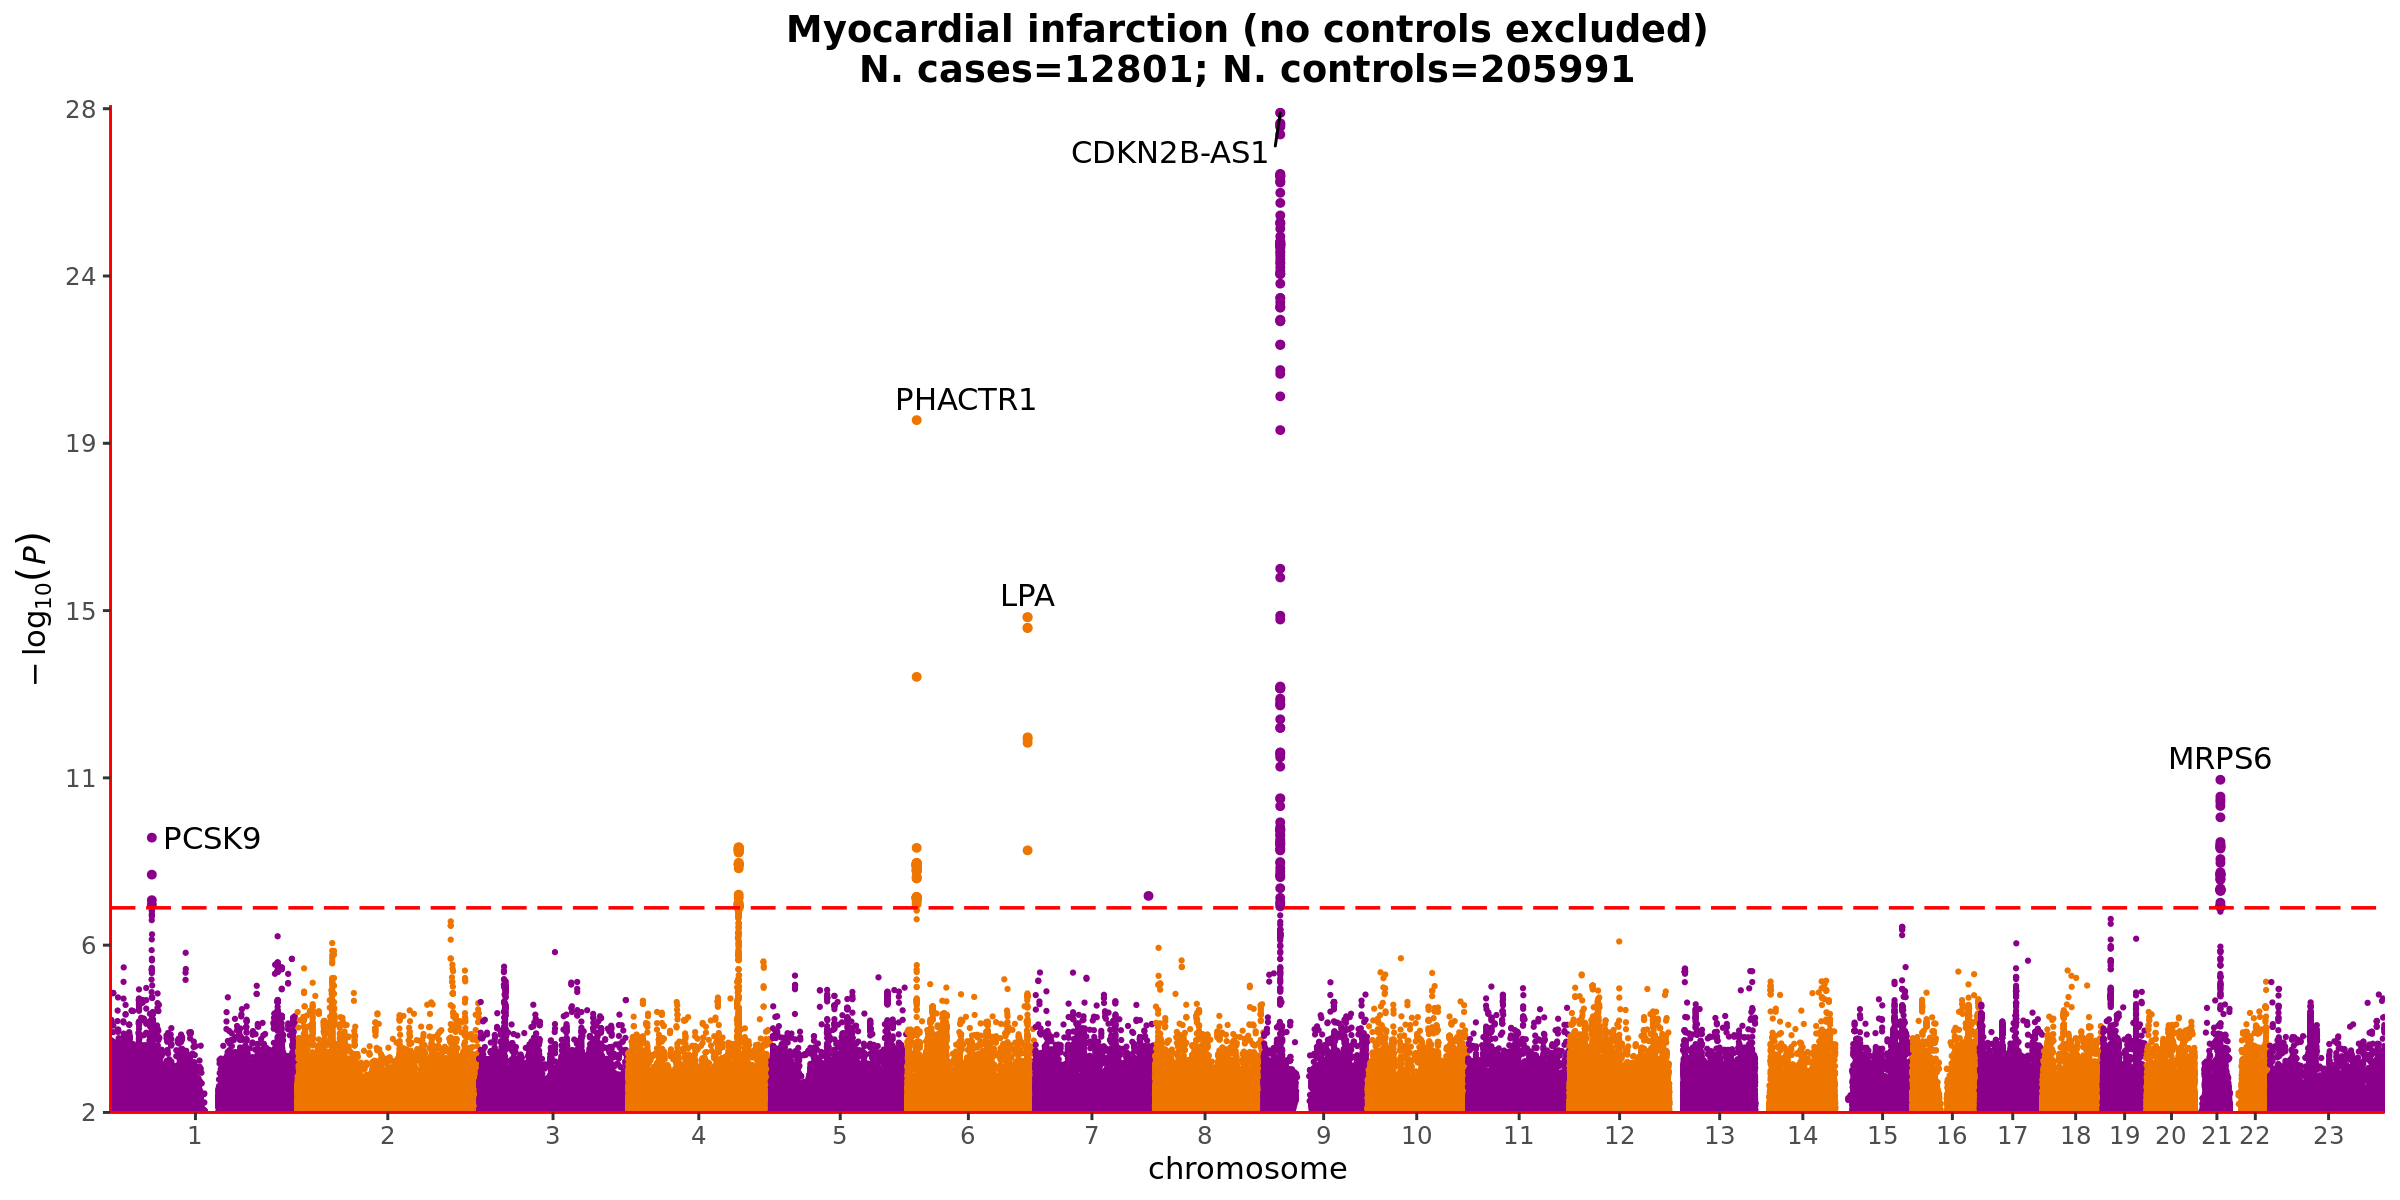 Myocardial infarction (no controls excluded)
N. cases=12801; N. controls=205991
28
CDKN2B-AS1
24
PHACTR1
19
LPA
15
MRPS6
11
PCSK9
6
2
−log10(P)
1 2 3 4 5 6 7 8 9 10 11 12 13 14 15 16 17 18 19 20 21 22 23
chromosome